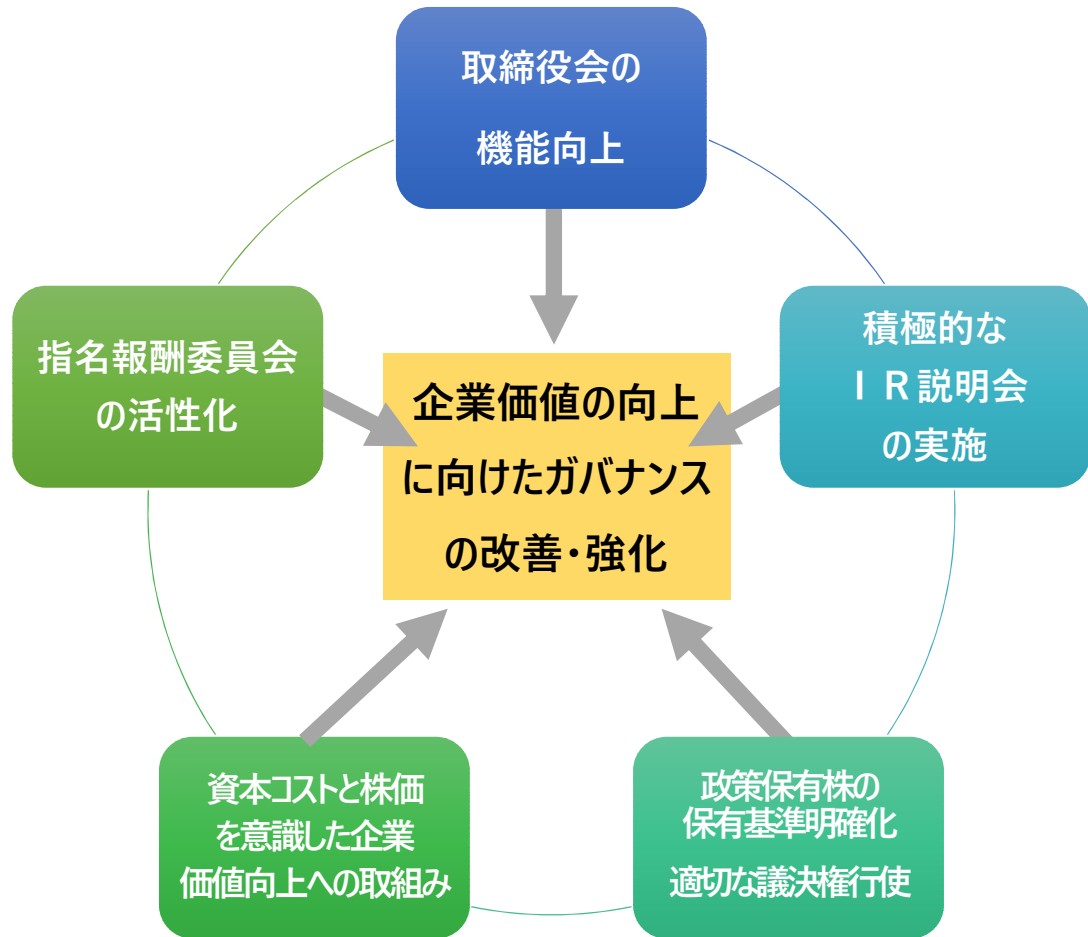 取締役会の
機能向上
積極的な
ＩＲ説明会
の実施
指名報酬委員会
の活性化
企業価値の向上
に向けたガバナンス
の改善・強化
資本コストと株価
を意識した企業
価値向上への取組み
政策保有株の
保有基準明確化
適切な議決権行使